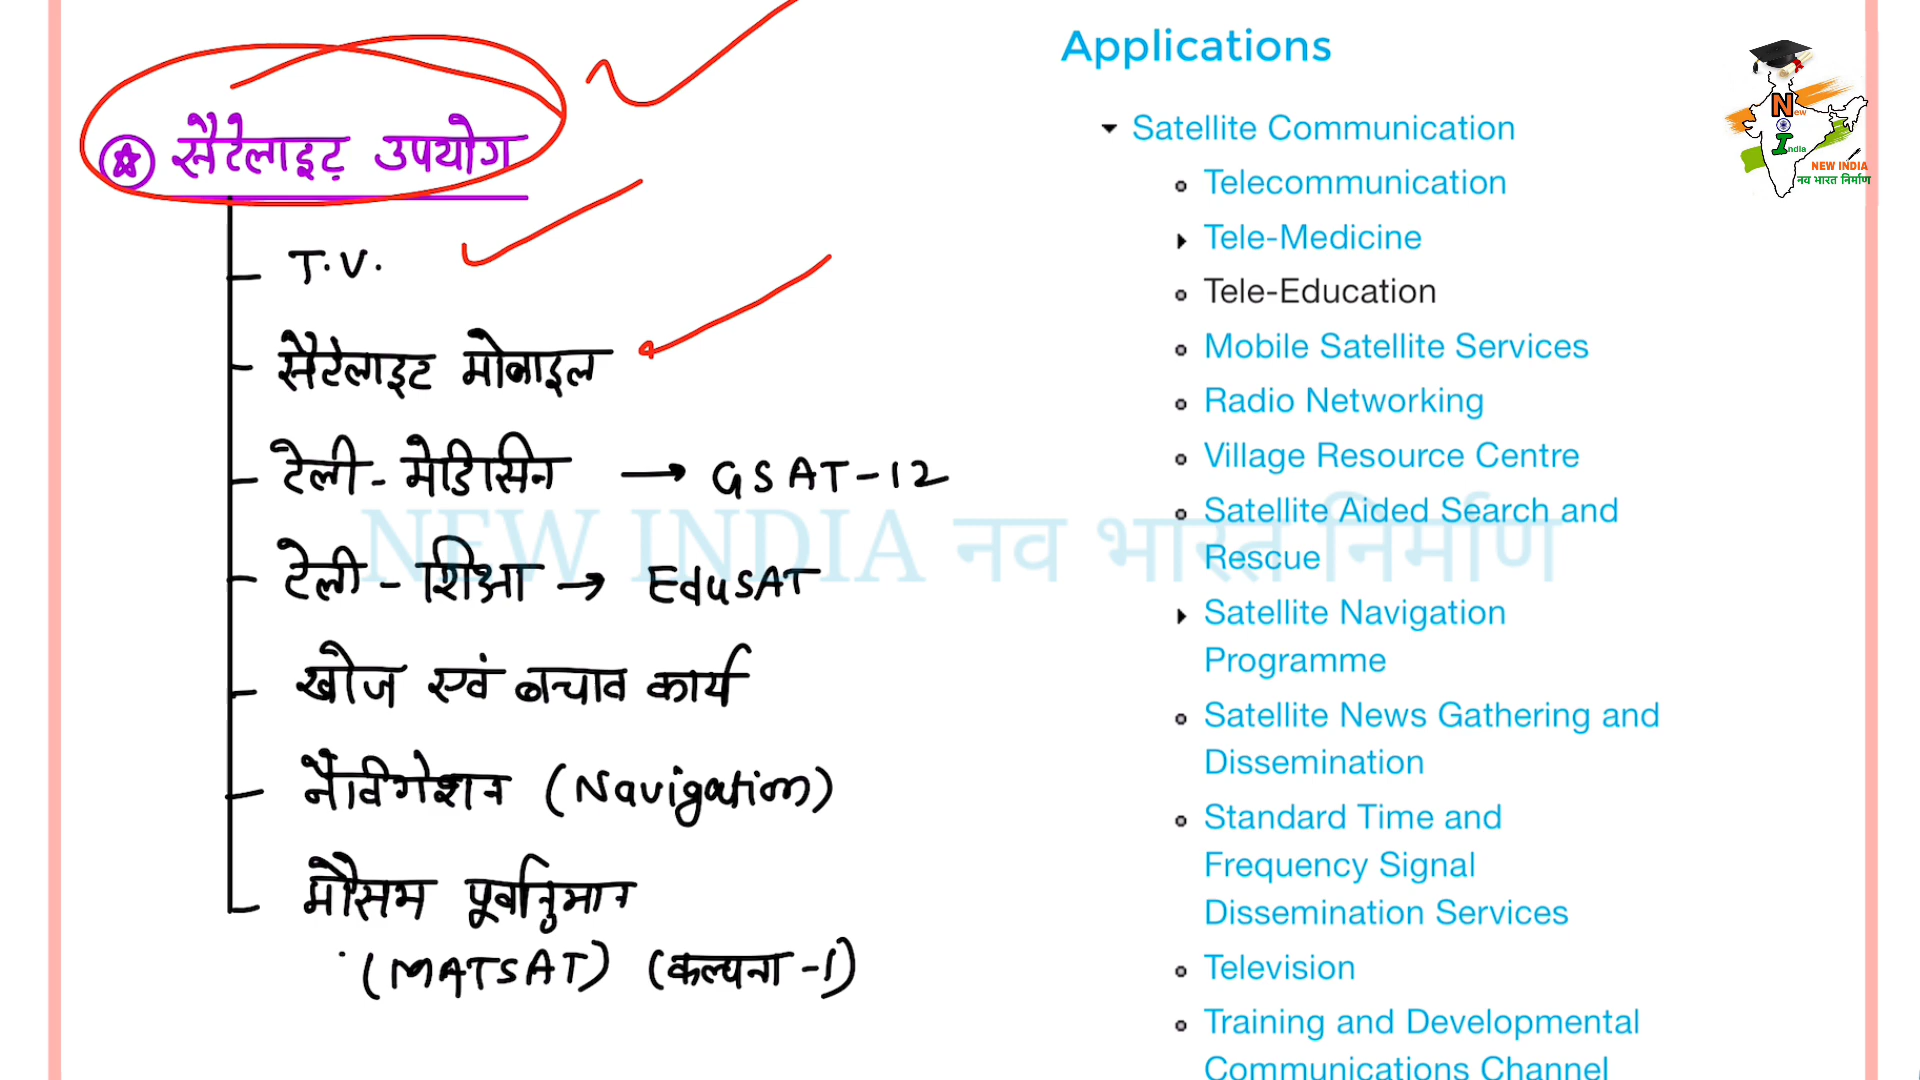 सैटेलाइट उपयोग
T.V.
सैटेलाइट मोबाइल
टेली - मेडिसिन → GSAT-12
टेली - शिक्षा → EduSAT
खोज एवं बचाव कार्य
नेविगेशन (Navigation)
मौसम पूर्वानुमान
(MATSAT) (कल्पना -1)
Applications
Satellite Communication
Telecommunication
Tele-Medicine
Tele-Education
Mobile Satellite Services
Radio Networking
Village Resource Centre
Satellite Aided Search and
Rescue
Satellite Navigation
Programme
Satellite News Gathering and
Dissemination
Standard Time and
Frequency Signal
Dissemination Services
Television
Training and Developmental
Communications Channel
New
India
NEW INDIA
नव भारत निर्माण
NEW INDIA नव भारत निर्माण